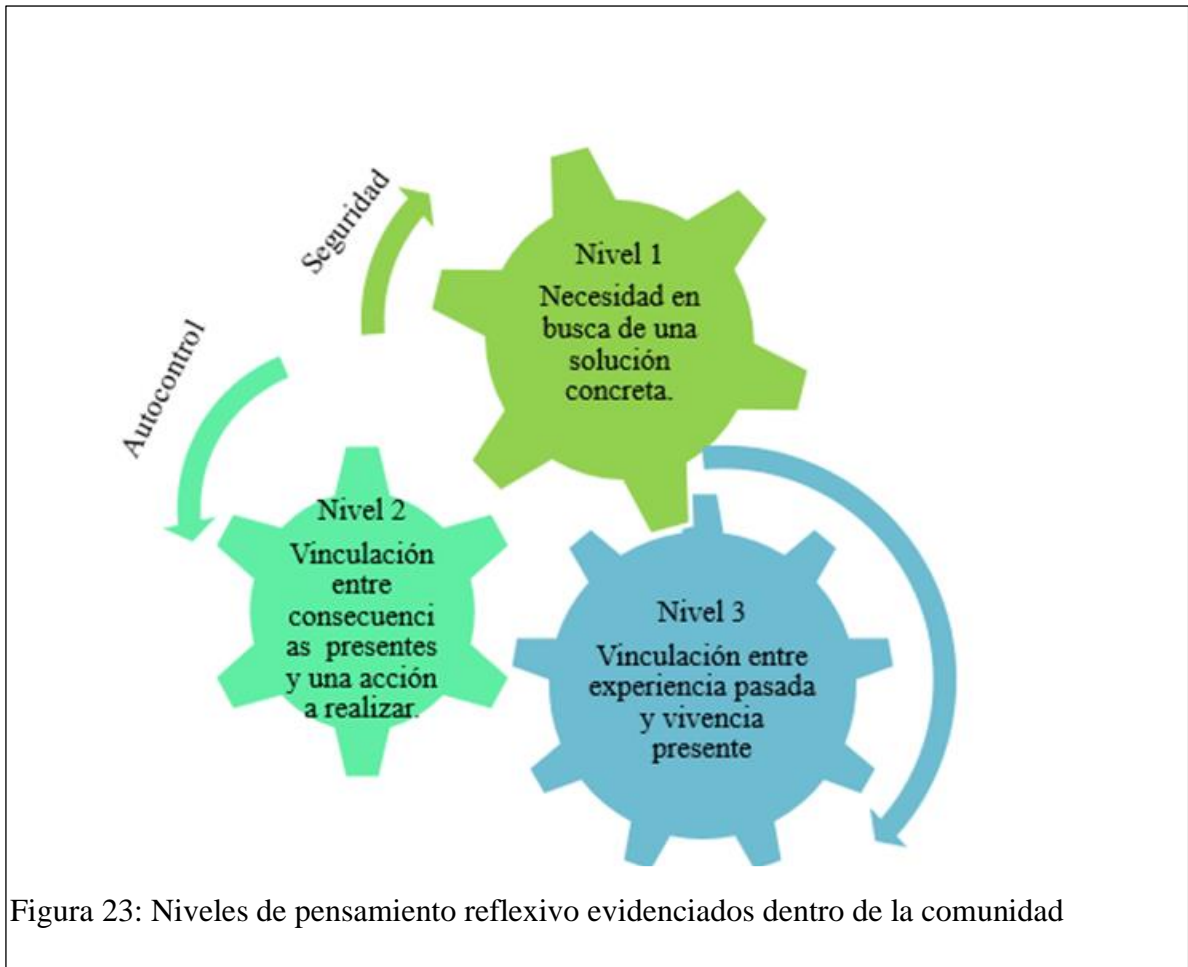 Seguridad
Autocontrol
Nivel 1
Necesidad en
busca de una
solución
concreta.
Nivel 2
Vinculación
entre
consecuenci
as presentes
y una acción
a realizar.
Nivel 3
Vinculación entre
experiencia pasada
y vivencia
presente
Figura 23: Niveles de pensamiento reflexivo evidenciados dentro de la comunidad